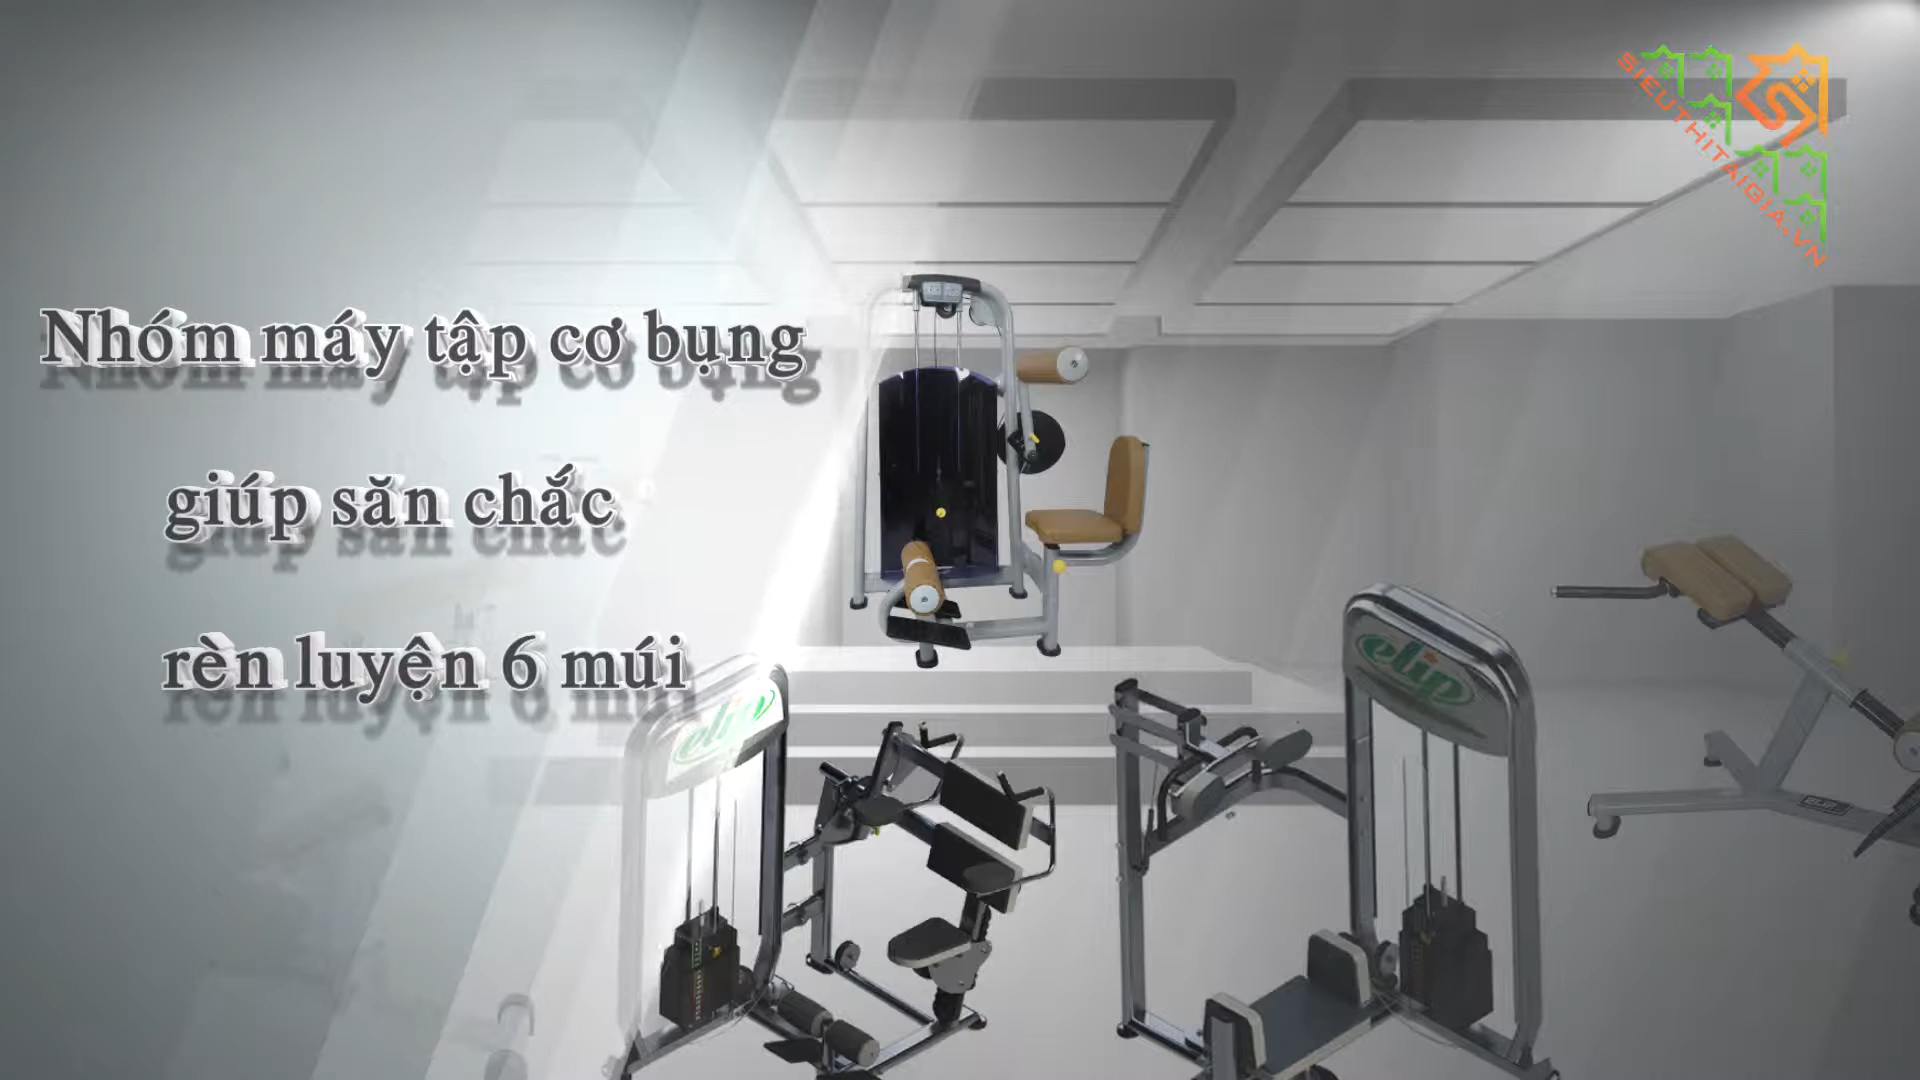 Nhóm máy tập cơ bụng
giúp săn chắc
rèn luyện 6 múi
SIEUTHITAIGIA.VN
elip
elip